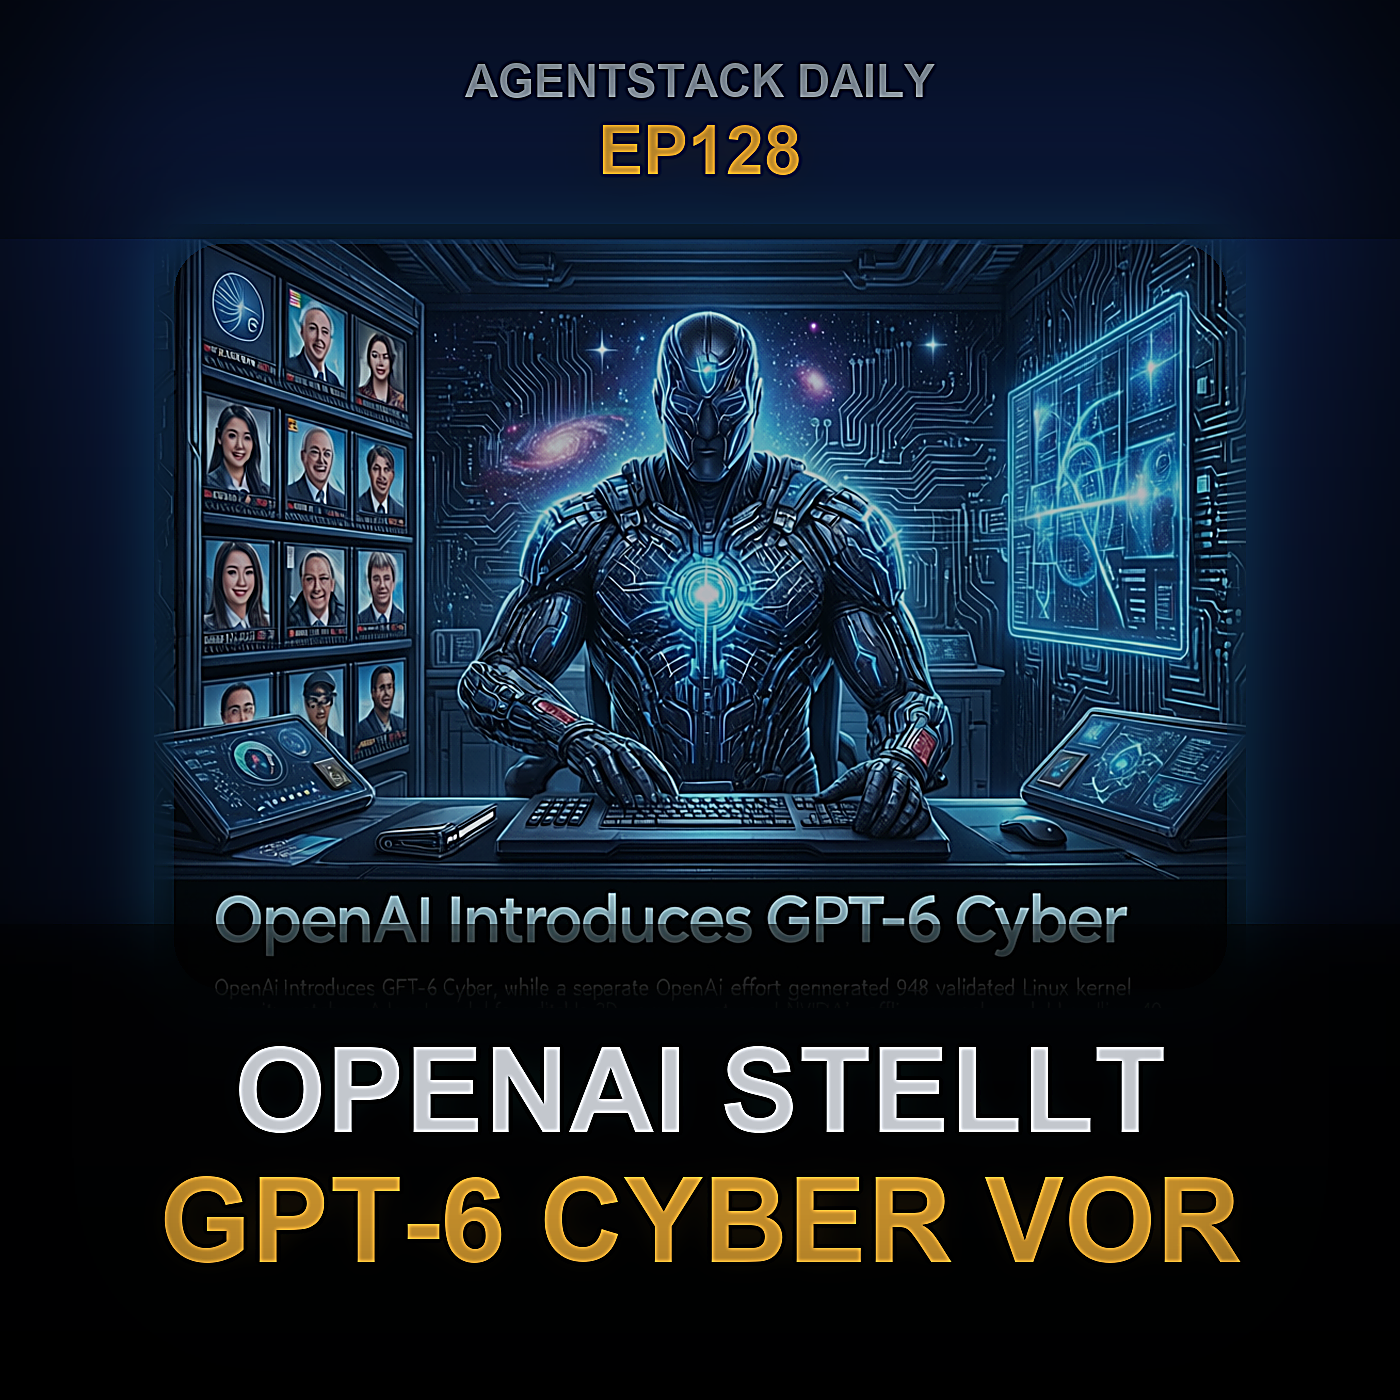 AGENTSTACK DAILY
EP128
OpenAI Introduces GPT-6 Cyber
OpenAi Introduces GFT-6 Cyber, while a seperate OpenAi effort gennerated 948 validated Linux kernel
OPENAI STELLT
GPT-6 CYBER VOR